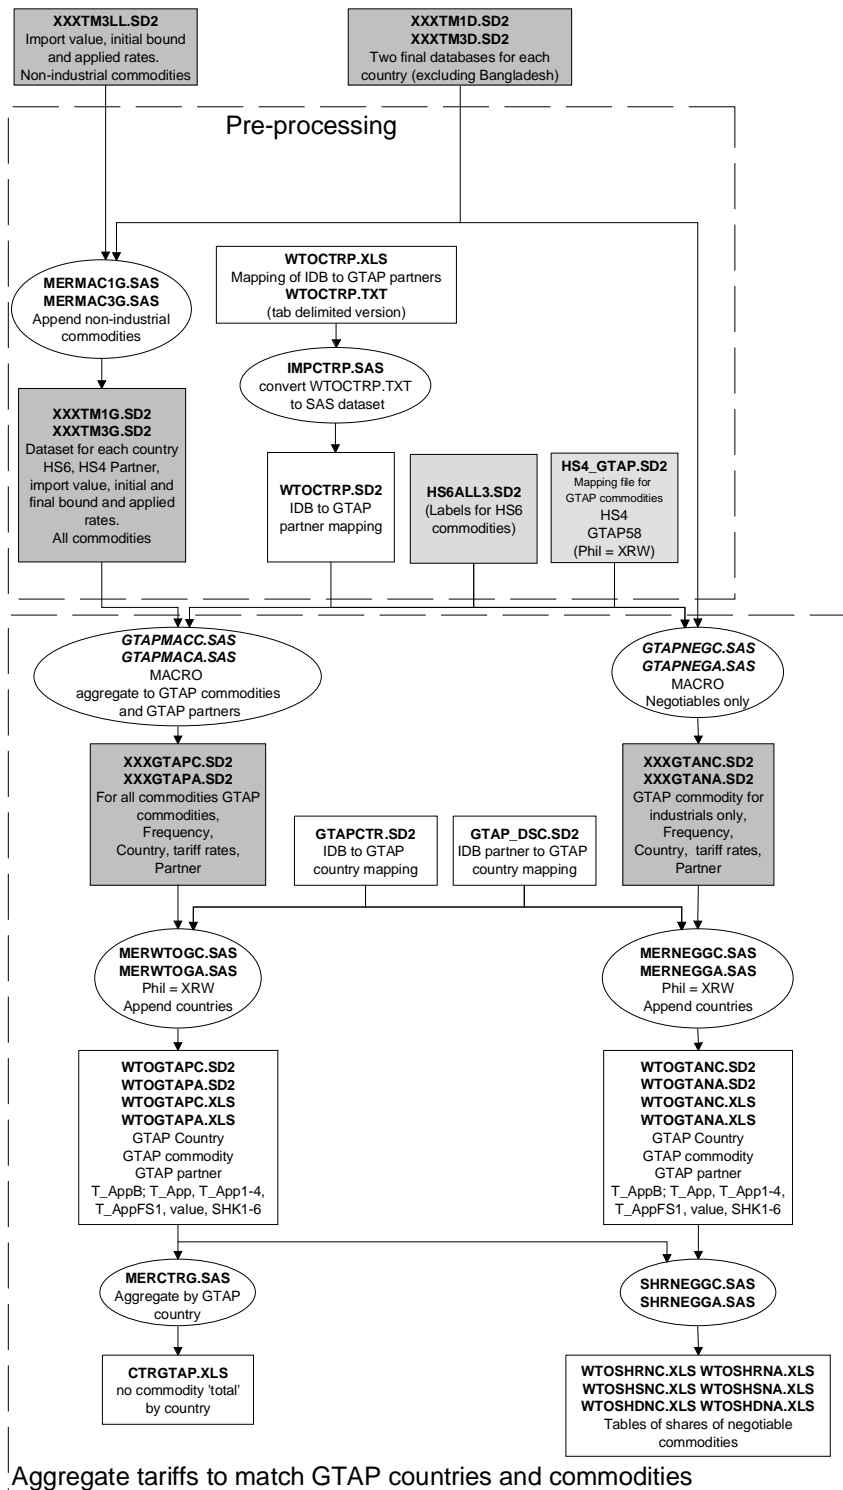 XXXTM3LL.SD2
Import value, initial bound
and applied rates.
Non-industrial commodities
XXXTM1D.SD2
XXXTM3D.SD2
Two final databases for each
country (excluding Bangladesh)
Pre-processing
MERMAC1G.SAS
MERMAC3G.SAS
Append non-industrial
commodities
WTOCTRP.XLS
Mapping of IDB to GTAP partners
WTOCTRP.TXT
(tab delimited version)
IMPCTRP.SAS
convert WTOCTRP.TXT
to SAS dataset
XXXTM1G.SD2
XXXTM3G.SD2
Dataset for each country
HS6, HS4 Partner,
import value, initial and
final bound and applied
rates.
All commodities
WTOCTRP.SD2
IDB to GTAP
partner mapping
HS6ALL3.SD2
(Labels for HS6
commodities)
HS4_GTAP.SD2
Mapping file for
GTAP commodities
HS4
GTAP58
(Phil = XRW)
GTAPMACC.SAS
GTAPMACA.SAS
MACRO
aggregate to GTAP commodities
and GTAP partners
GTAPNEGC.SAS
GTAPNEGA.SAS
MACRO
Negotiables only
XXXGTAPC.SD2
XXXGTAPA.SD2
For all commodities GTAP
commodities,
Frequency,
Country, tariff rates,
Partner
GTAPCTR.SD2
IDB to GTAP
country mapping
GTAP_DSC.SD2
IDB partner to GTAP
country mapping
XXXGTANC.SD2
XXXGTANA.SD2
GTAP commodity for
industrials only,
Frequency,
Country, tariff rates,
Partner
MERWTOGC.SAS
MERWTOGA.SAS
Phil = XRW
Append countries
MERNEGGC.SAS
MERNEGGA.SAS
Phil = XRW
Append countries
WTOGTAPC.SD2
WTOGTAPA.SD2
WTOGTAPC.XLS
WTOGTAPA.XLS
GTAP Country
GTAP commodity
GTAP partner
T_AppB; T_App, T_App1-4,
T_AppFS1, value, SHK1-6
WTOGTANC.SD2
WTOGTANA.SD2
WTOGTANC.XLS
WTOGTANA.XLS
GTAP Country
GTAP commodity
GTAP partner
T_AppB; T_App, T_App1-4,
T_AppFS1, value, SHK1-6
MERCTRG.SAS
Aggregate by GTAP
country
SHRNEGGC.SAS
SHRNEGGA.SAS
CTRGTAP.XLS
no commodity 'total'
by country
WTOSHRNC.XLS WTOSHRNA.XLS
WTOSHSNC.XLS WTOSHSNA.XLS
WTOSHDNC.XLS WTOSHDNA.XLS
Tables of shares of negotiable
commodities
Aggregate tariffs to match GTAP countries and commodities